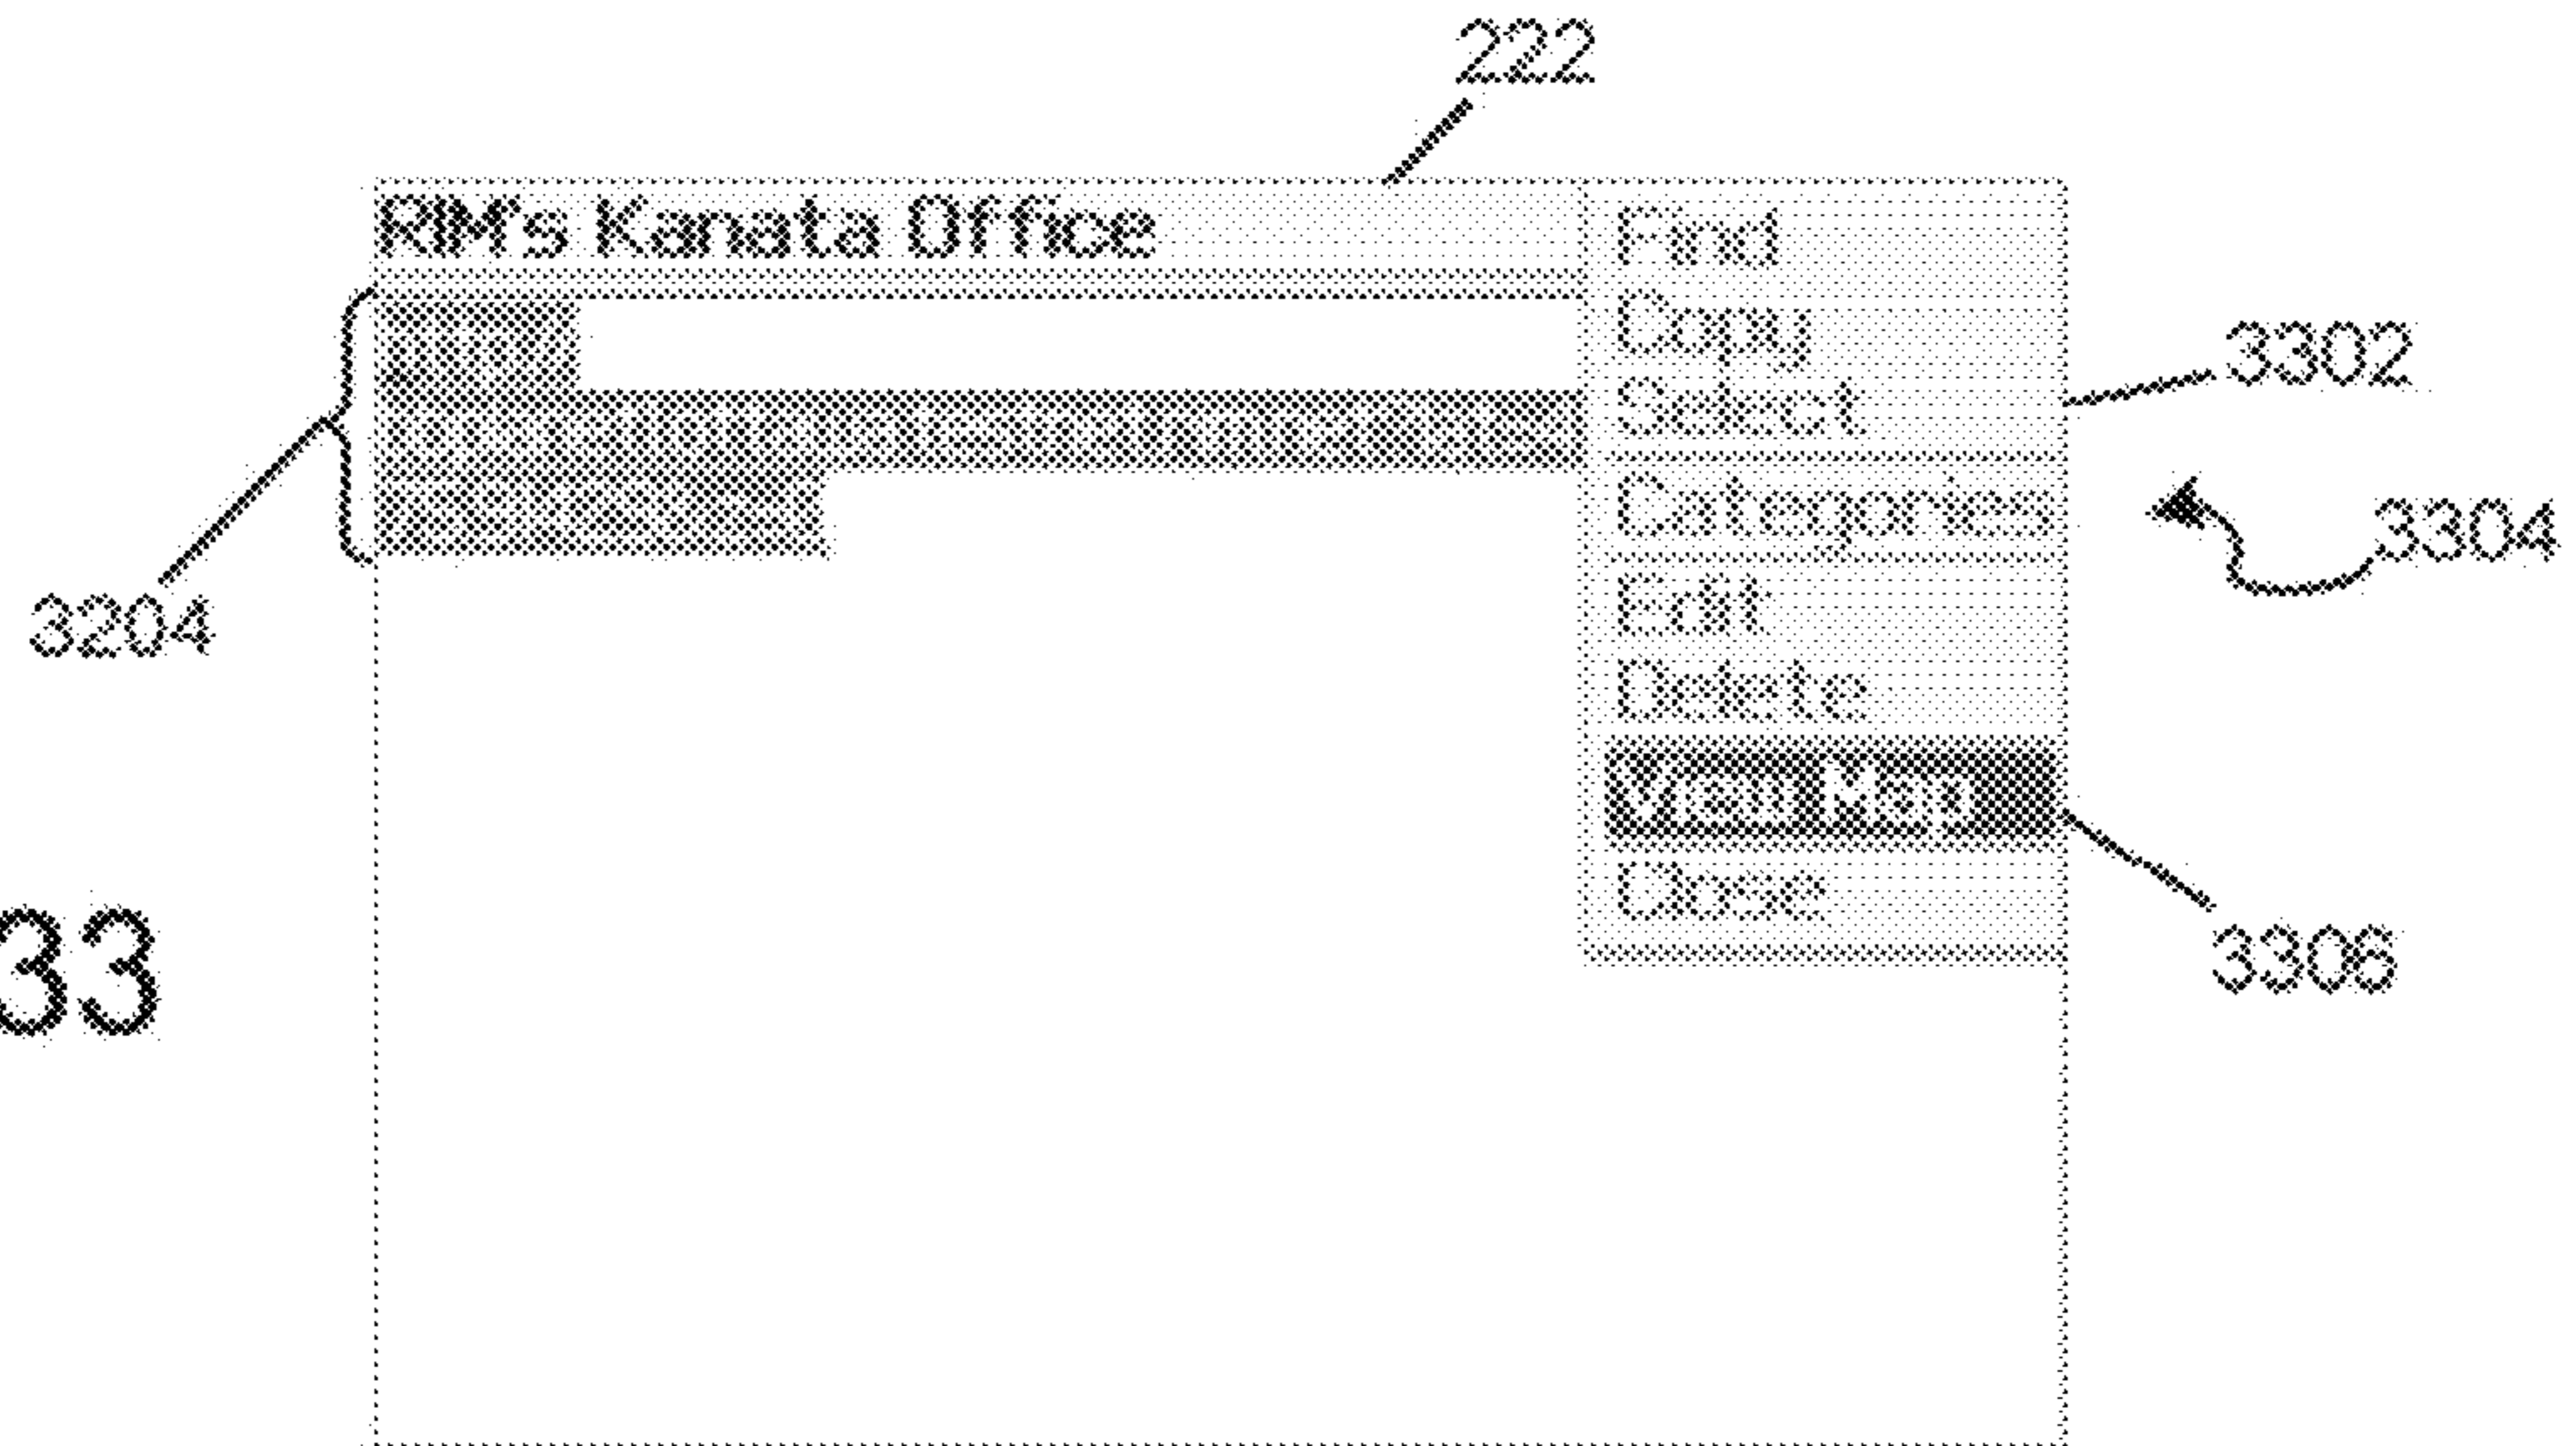 222
RIM's Kanata Office
Find
Copy
Select
Categories
Edit
Delete
View Map
Close
3302
3304
3204
3306
33